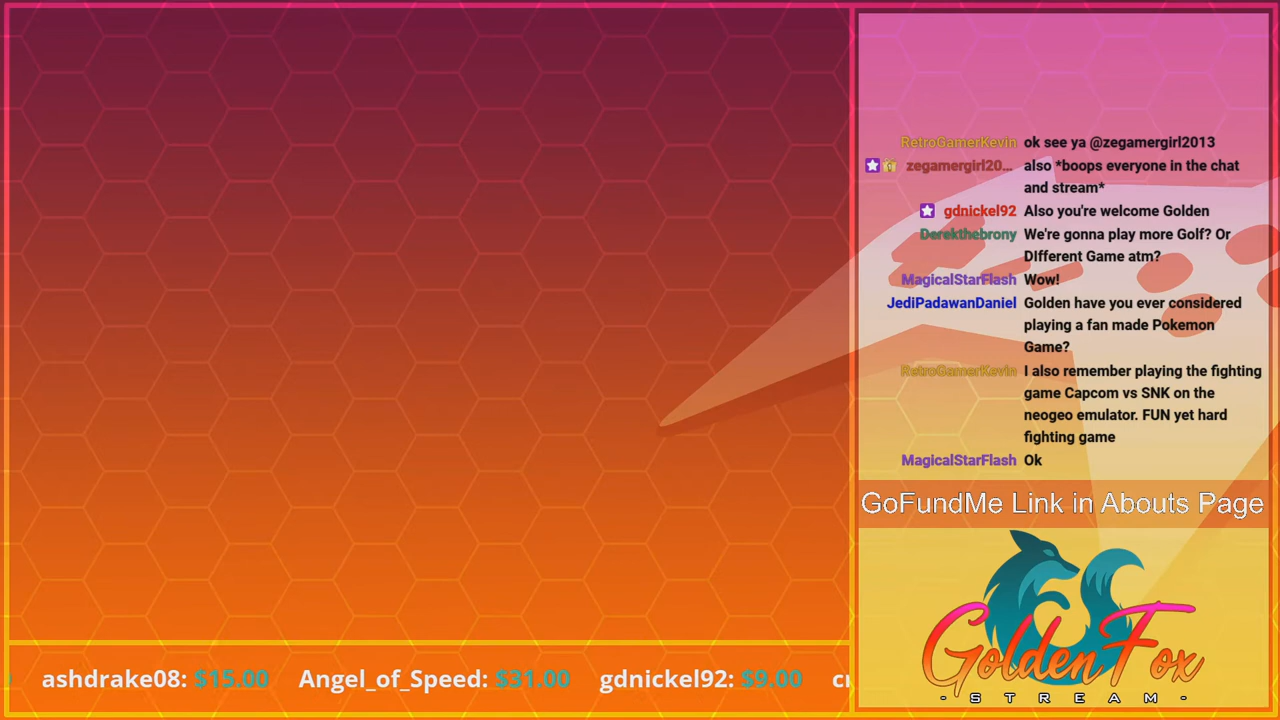 RetroGamerKevin ok see ya @zegamergirl2013
zegamergirl20... also *boops everyone in the chat
and stream*
gdnickel92 Also you're welcome Golden
Derekthebrony We're gonna play more Golf? Or
DIfferent Game atm?
MagicalStarFlash Wow!
JediPadawanDaniel Golden have you ever considered
playing a fan made Pokemon
Game?
RetroGamerKevin I also remember playing the fighting
game Capcom vs SNK on the
neogeo emulator. FUN yet hard
fighting game
MagicalStarFlash Ok
GoFundMe Link in Abouts Page
GoldenFox
- STREAM -
ashdrake08: $15.00 Angel_of_Speed: $31.00 gdnickel92: $9.00